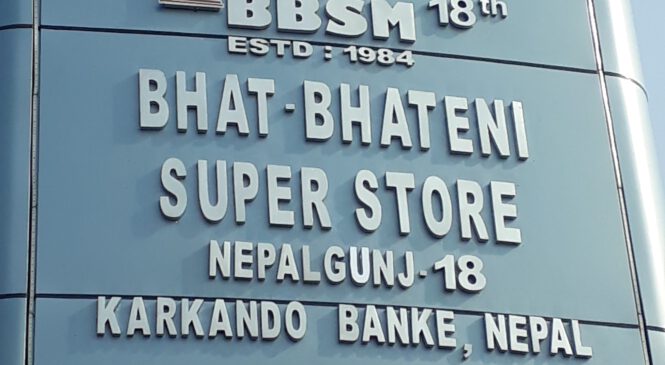 BBSM 18th
ESTD : 1984
BHAT-BHATENI
SUPER STORE
NEPALGUNJ-18
KARKANDO BANKE, NEPAL